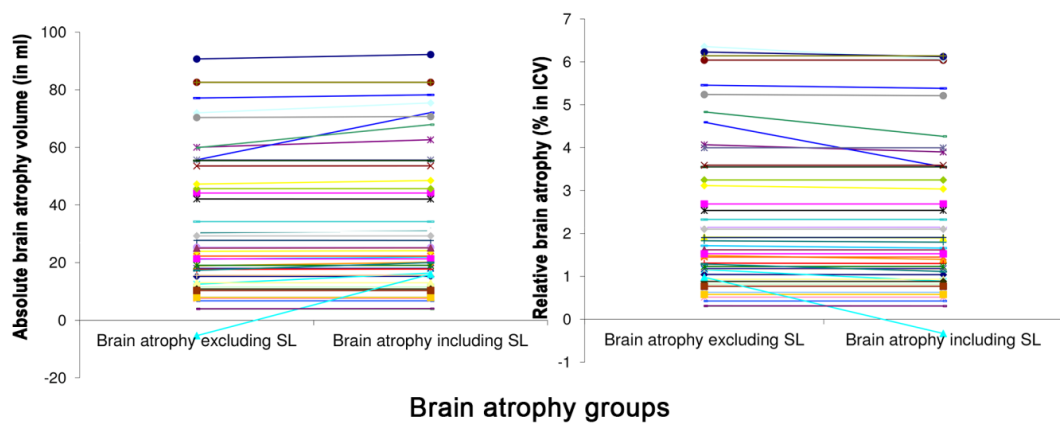 Absolute brain atrophy volume (in ml)
100
80
60
40
20
0
-20
Brain atrophy excluding SL
Brain atrophy including SL
Relative brain atrophy (% in ICV)
7
6
5
4
3
2
1
0
-1
Brain atrophy excluding SL
Brain atrophy including SL
Brain atrophy groups